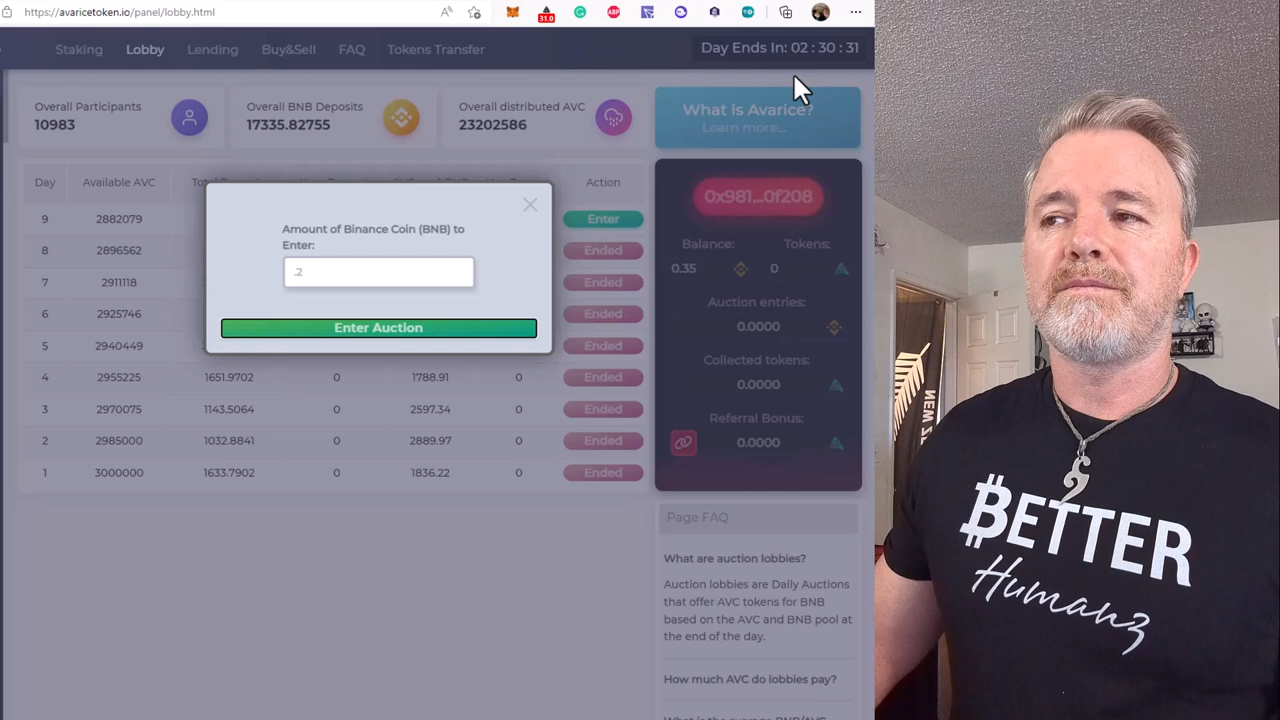 https://avaricetoken.io/panel/lobby.html
31.0
ABP
Staking Lobby Lending Buy&Sell FAQ Tokens Transfer
Day Ends In: 02 : 30 : 31
Overall Participants
10983
Overall BNB Deposits
17335.82755
Overall distributed AVC
23202586
What is Avarice?
Learn more...
Day Available AVC Action
9 2882079 Enter
8 2896562 Ended
7 2911118 Ended
6 2925746 Ended
5 2940449 Ended
4 2955225 1651.9702 0 1788.91 0 Ended
3 2970075 1143.5064 0 2597.34 0 Ended
2 2985000 1032.8841 0 2889.97 0 Ended
1 3000000 1633.7902 0 1836.22 0 Ended
Amount of Binance Coin (BNB) to
Enter:
.2
Enter Auction
0x981...0f208
Balance: Tokens:
0.35 0
Auction entries:
0.0000
Collected tokens:
0.0000
Referral Bonus:
0.0000
Page FAQ
What are auction lobbies?
Auction lobbies are Daily Auctions
that offer AVC tokens for BNB
based on the AVC and BNB pool at
the end of the day.
How much AVC do lobbies pay?
BETTER
Humanz